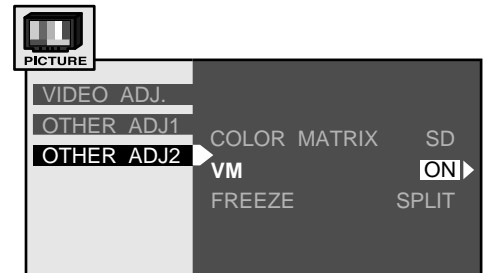 PICTURE
VIDEO ADJ.
OTHER ADJ1
OTHER ADJ2
COLOR MATRIX SD
VM ON
FREEZE SPLIT